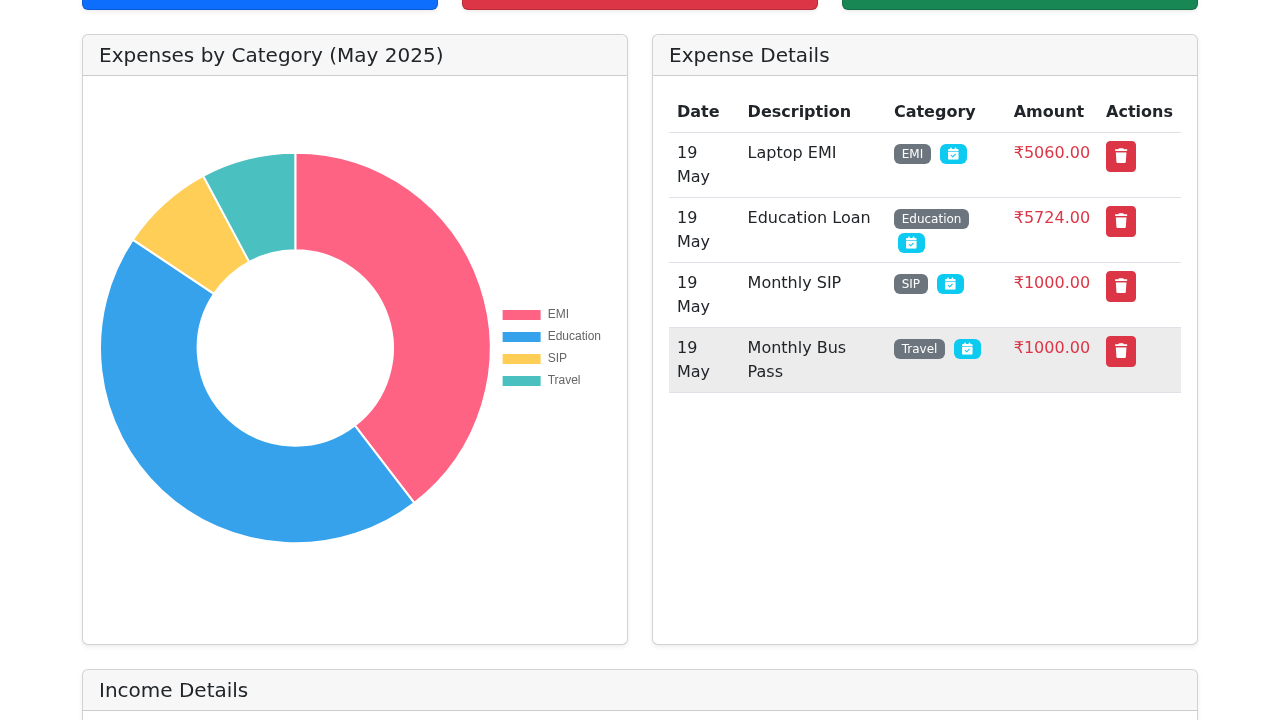 Expenses by Category (May 2025)
EMI
Education
SIP
Travel
Expense Details
Date Description Category Amount Actions
19 May Laptop EMI EMI ₹5060.00
19 May Education Loan Education ₹5724.00
19 May Monthly SIP SIP ₹1000.00
19 May Monthly Bus Pass Travel ₹1000.00
Income Details